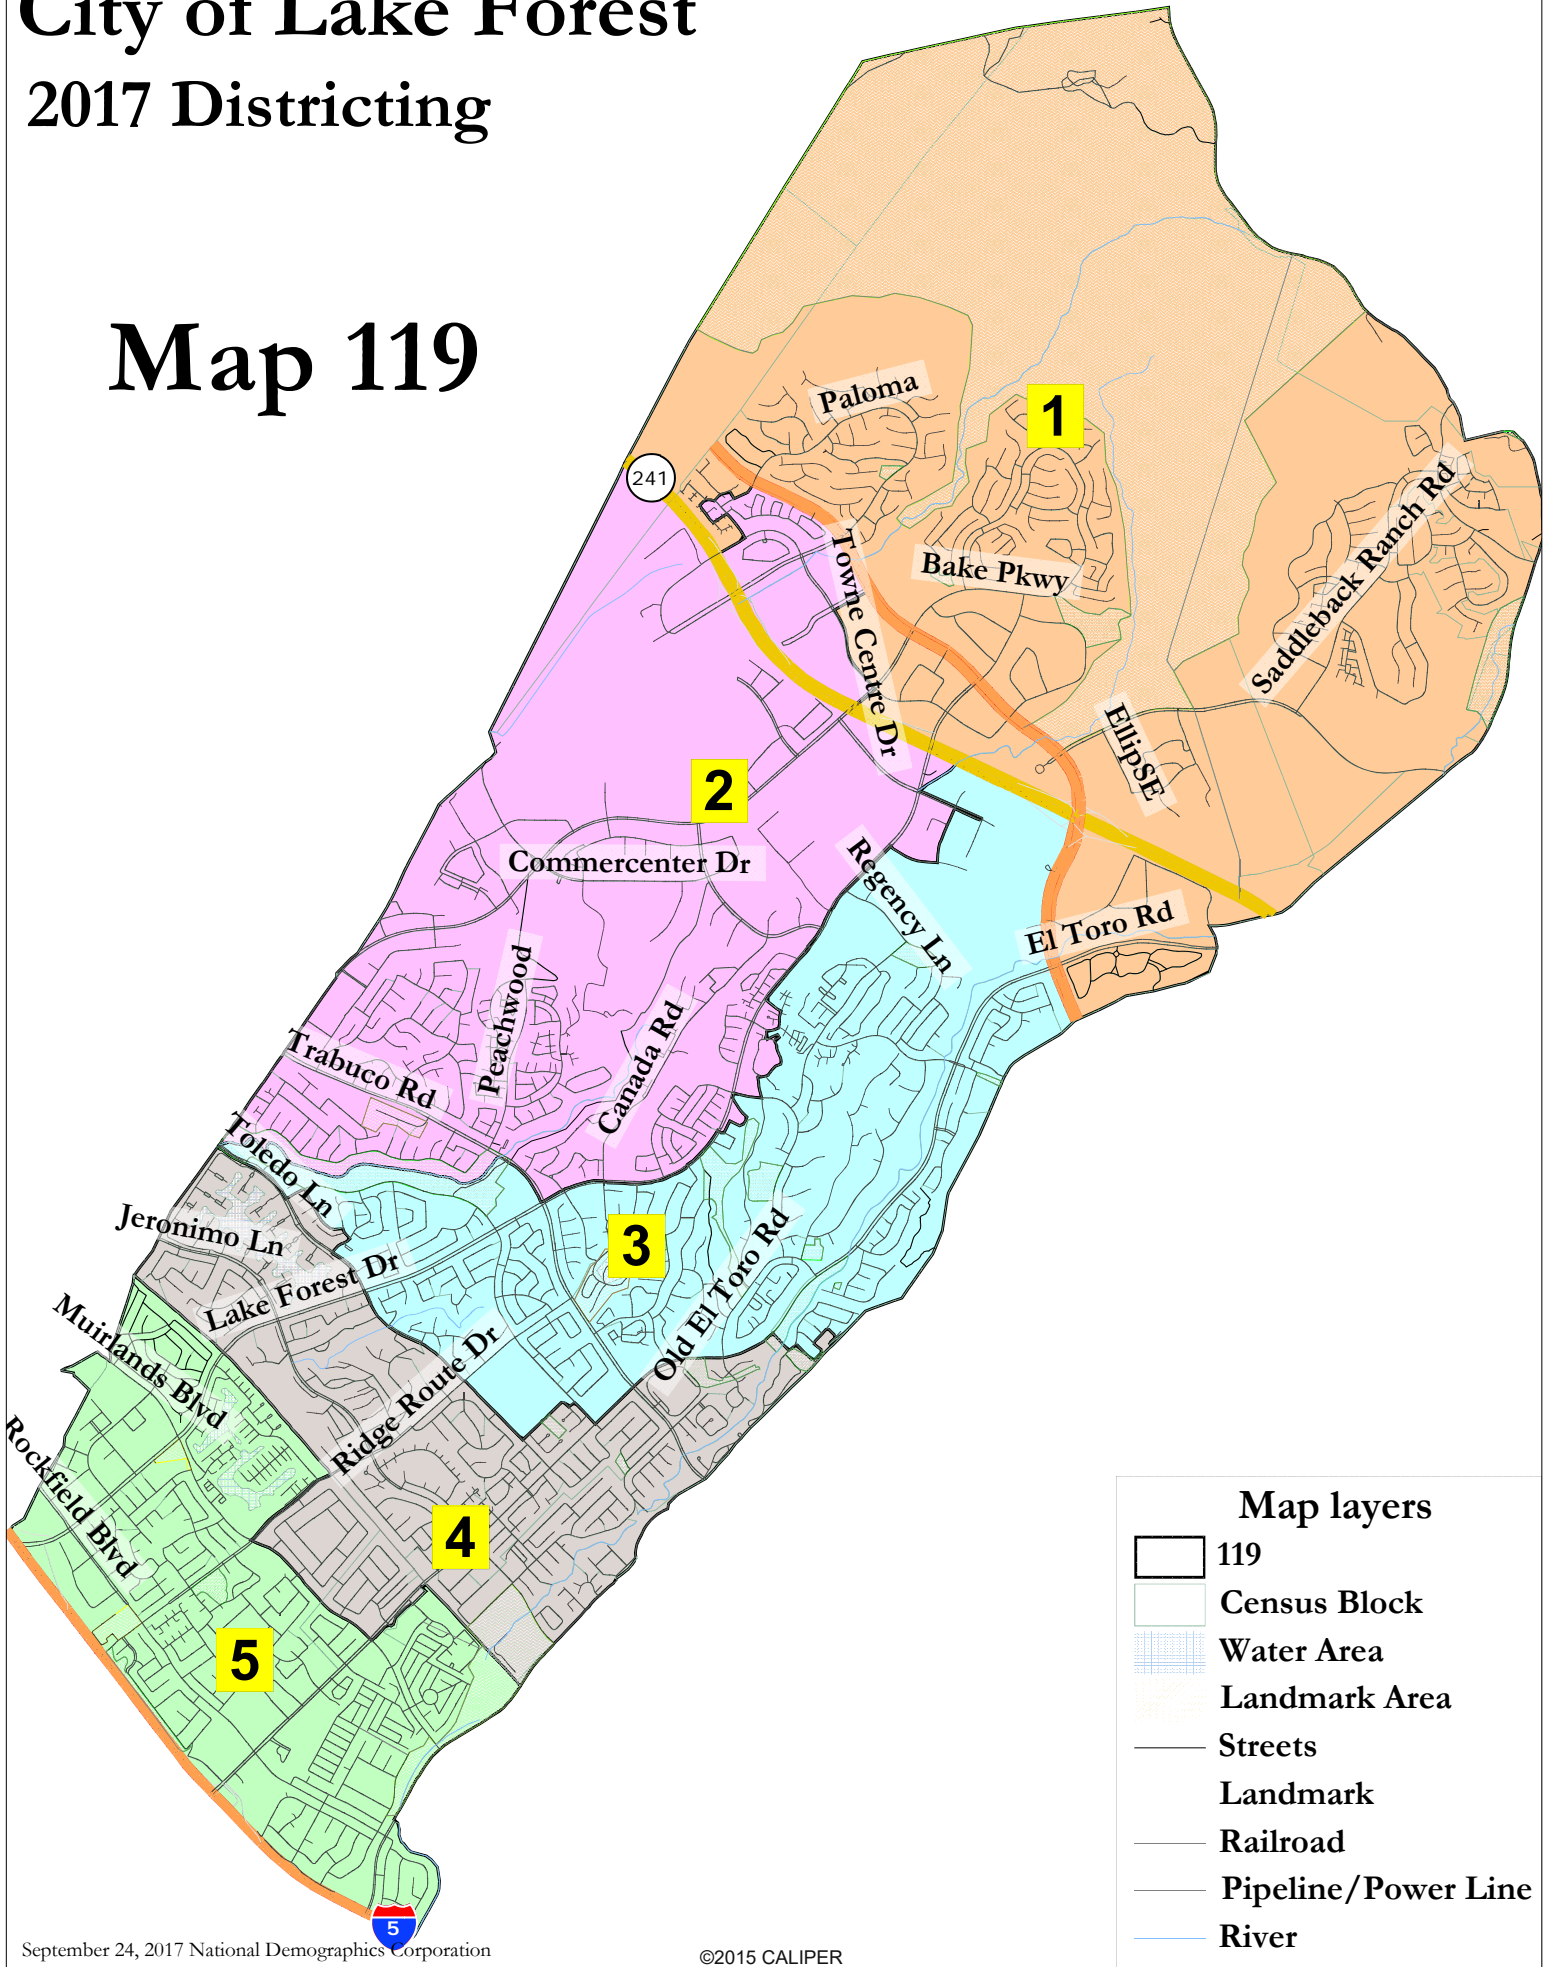 City of Lake Forest
2017 Districting
Map 119
Paloma
1
241
Saddleback Ranch Rd
Towne Centre Dr
Bake Pkwy
EllipSE
2
Commercenter Dr
Regency Ln
El Toro Rd
Peachwood
Canada Rd
Trabuco Rd
Toledo Ln
Jeronimo Ln
3
Lake Forest Dr
Old El Toro Rd
Muirlands Blvd
Ridge Route Dr
Rockfield Blvd
4
5
Map layers
119
Census Block
Water Area
Landmark Area
Streets
Landmark
Railroad
Pipeline/Power Line
River
5
September 24, 2017 National Demographics Corporation
©2015 CALIPER